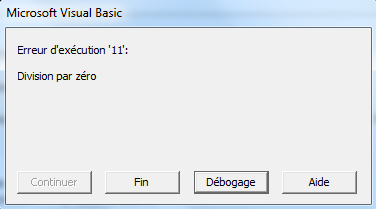 Microsoft Visual Basic
Erreur d'exécution '11':
Division par zéro
Continuer
Fin
Débogage
Aide